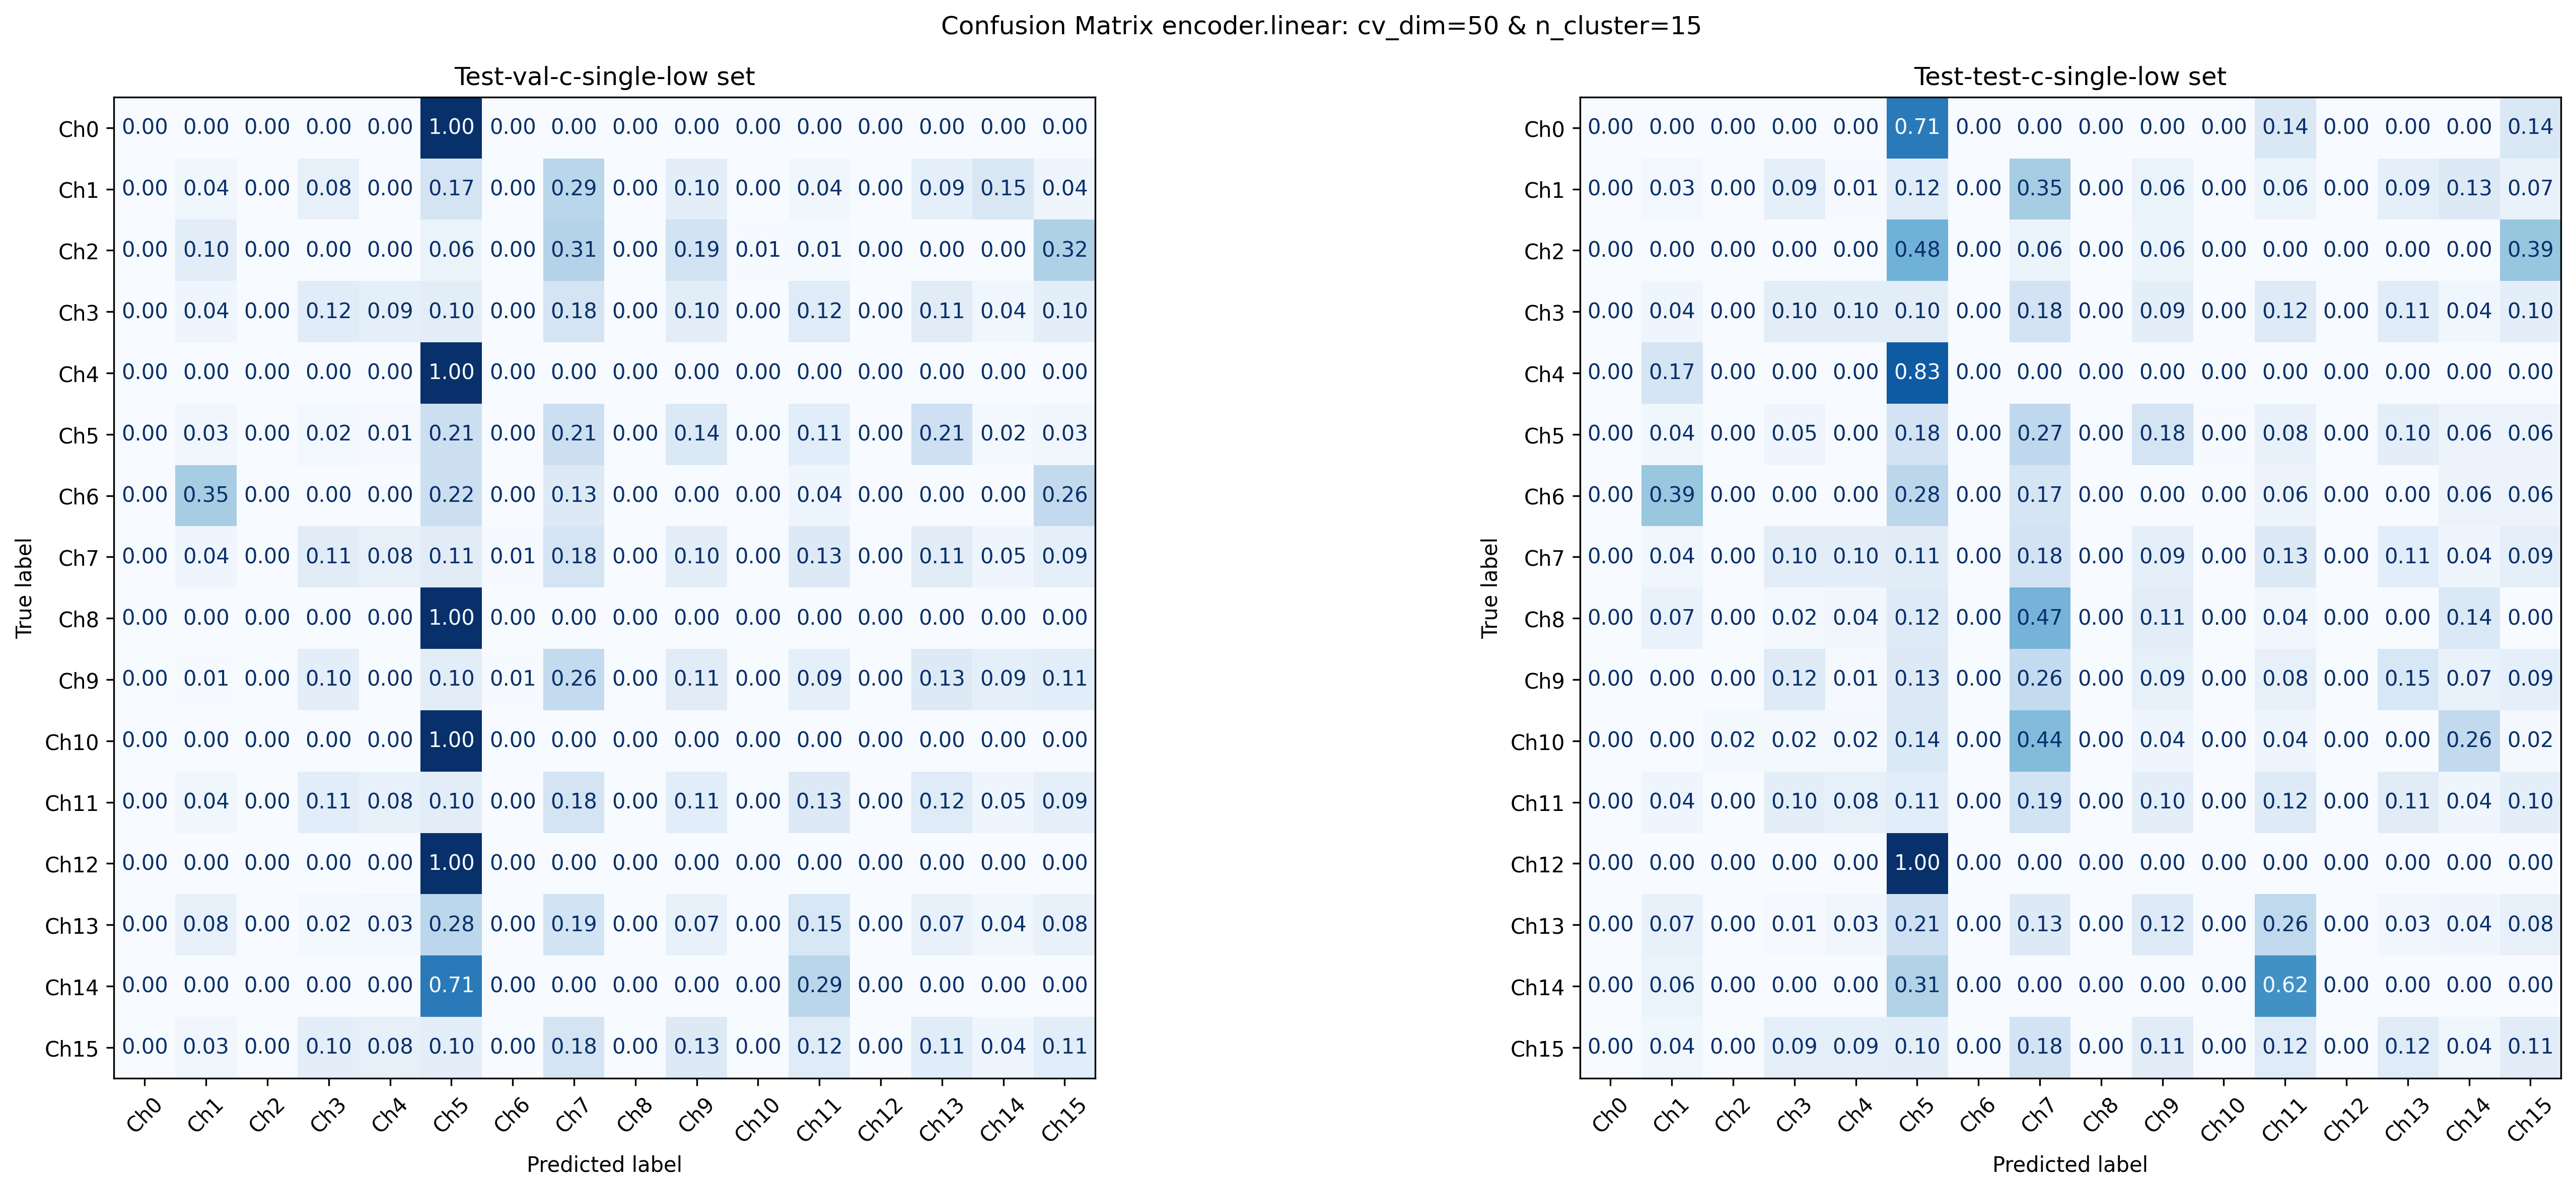 Confusion Matrix encoder.linear: cv_dim=50 & n_cluster=15
Test-val-c-single-low set
True label
Ch0 0.00 0.00 0.00 0.00 0.00 1.00 0.00 0.00 0.00 0.00 0.00 0.00 0.00 0.00 0.00 0.00
Ch1 0.00 0.04 0.00 0.08 0.00 0.17 0.00 0.29 0.00 0.10 0.00 0.04 0.00 0.09 0.15 0.04
Ch2 0.00 0.10 0.00 0.00 0.00 0.06 0.00 0.31 0.00 0.19 0.01 0.01 0.00 0.00 0.00 0.32
Ch3 0.00 0.04 0.00 0.12 0.09 0.10 0.00 0.18 0.00 0.10 0.00 0.12 0.00 0.11 0.04 0.10
Ch4 0.00 0.00 0.00 0.00 0.00 1.00 0.00 0.00 0.00 0.00 0.00 0.00 0.00 0.00 0.00 0.00
Ch5 0.00 0.03 0.00 0.02 0.01 0.21 0.00 0.21 0.00 0.14 0.00 0.11 0.00 0.21 0.02 0.03
Ch6 0.00 0.35 0.00 0.00 0.00 0.22 0.00 0.13 0.00 0.00 0.00 0.04 0.00 0.00 0.00 0.26
Ch7 0.00 0.04 0.00 0.11 0.08 0.11 0.01 0.18 0.00 0.10 0.00 0.13 0.00 0.11 0.05 0.09
Ch8 0.00 0.00 0.00 0.00 0.00 1.00 0.00 0.00 0.00 0.00 0.00 0.00 0.00 0.00 0.00 0.00
Ch9 0.00 0.01 0.00 0.10 0.00 0.10 0.01 0.26 0.00 0.11 0.00 0.09 0.00 0.13 0.09 0.11
Ch10 0.00 0.00 0.00 0.00 0.00 1.00 0.00 0.00 0.00 0.00 0.00 0.00 0.00 0.00 0.00 0.00
Ch11 0.00 0.04 0.00 0.11 0.08 0.10 0.00 0.18 0.00 0.11 0.00 0.13 0.00 0.12 0.05 0.09
Ch12 0.00 0.00 0.00 0.00 0.00 1.00 0.00 0.00 0.00 0.00 0.00 0.00 0.00 0.00 0.00 0.00
Ch13 0.00 0.08 0.00 0.02 0.03 0.28 0.00 0.19 0.00 0.07 0.00 0.15 0.00 0.07 0.04 0.08
Ch14 0.00 0.00 0.00 0.00 0.00 0.71 0.00 0.00 0.00 0.00 0.00 0.29 0.00 0.00 0.00 0.00
Ch15 0.00 0.03 0.00 0.10 0.08 0.10 0.00 0.18 0.00 0.13 0.00 0.12 0.00 0.11 0.04 0.11
Ch0 Ch1 Ch2 Ch3 Ch4 Ch5 Ch6 Ch7 Ch8 Ch9 Ch10 Ch11 Ch12 Ch13 Ch14 Ch15
Predicted label
Test-test-c-single-low set
True label
Ch0 0.00 0.00 0.00 0.00 0.00 0.71 0.00 0.00 0.00 0.00 0.00 0.14 0.00 0.00 0.00 0.14
Ch1 0.00 0.03 0.00 0.09 0.01 0.12 0.00 0.35 0.00 0.06 0.00 0.06 0.00 0.09 0.13 0.07
Ch2 0.00 0.00 0.00 0.00 0.00 0.48 0.00 0.06 0.00 0.06 0.00 0.00 0.00 0.00 0.00 0.39
Ch3 0.00 0.04 0.00 0.10 0.10 0.10 0.00 0.18 0.00 0.09 0.00 0.12 0.00 0.11 0.04 0.10
Ch4 0.00 0.17 0.00 0.00 0.00 0.83 0.00 0.00 0.00 0.00 0.00 0.00 0.00 0.00 0.00 0.00
Ch5 0.00 0.04 0.00 0.05 0.00 0.18 0.00 0.27 0.00 0.18 0.00 0.08 0.00 0.10 0.06 0.06
Ch6 0.00 0.39 0.00 0.00 0.00 0.28 0.00 0.17 0.00 0.00 0.00 0.06 0.00 0.00 0.06 0.06
Ch7 0.00 0.04 0.00 0.10 0.10 0.11 0.00 0.18 0.00 0.09 0.00 0.13 0.00 0.11 0.04 0.09
Ch8 0.00 0.07 0.00 0.02 0.04 0.12 0.00 0.47 0.00 0.11 0.00 0.04 0.00 0.00 0.14 0.00
Ch9 0.00 0.00 0.00 0.12 0.01 0.13 0.00 0.26 0.00 0.09 0.00 0.08 0.00 0.15 0.07 0.09
Ch10 0.00 0.00 0.02 0.02 0.02 0.14 0.00 0.44 0.00 0.04 0.00 0.04 0.00 0.00 0.26 0.02
Ch11 0.00 0.04 0.00 0.10 0.08 0.11 0.00 0.19 0.00 0.10 0.00 0.12 0.00 0.11 0.04 0.10
Ch12 0.00 0.00 0.00 0.00 0.00 1.00 0.00 0.00 0.00 0.00 0.00 0.00 0.00 0.00 0.00 0.00
Ch13 0.00 0.07 0.00 0.01 0.03 0.21 0.00 0.13 0.00 0.12 0.00 0.26 0.00 0.03 0.04 0.08
Ch14 0.00 0.06 0.00 0.00 0.00 0.31 0.00 0.00 0.00 0.00 0.00 0.62 0.00 0.00 0.00 0.00
Ch15 0.00 0.04 0.00 0.09 0.09 0.10 0.00 0.18 0.00 0.11 0.00 0.12 0.00 0.12 0.04 0.11
Ch0 Ch1 Ch2 Ch3 Ch4 Ch5 Ch6 Ch7 Ch8 Ch9 Ch10 Ch11 Ch12 Ch13 Ch14 Ch15
Predicted label